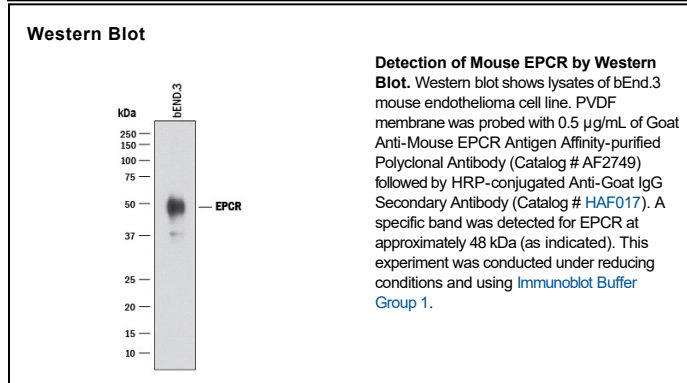 Western Blot
bEND.3
kDa
250
150
100
75
50
37
25
20
15
10
EPCR
Detection of Mouse EPCR by Western
Blot. Western blot shows lysates of bEnd.3
mouse endothelioma cell line. PVDF
membrane was probed with 0.5 µg/mL of Goat
Anti-Mouse EPCR Antigen Affinity-purified
Polyclonal Antibody (Catalog # AF2749)
followed by HRP-conjugated Anti-Goat IgG
Secondary Antibody (Catalog # HAF017). A
specific band was detected for EPCR at
approximately 48 kDa (as indicated). This
experiment was conducted under reducing
conditions and using Immunoblot Buffer
Group 1.